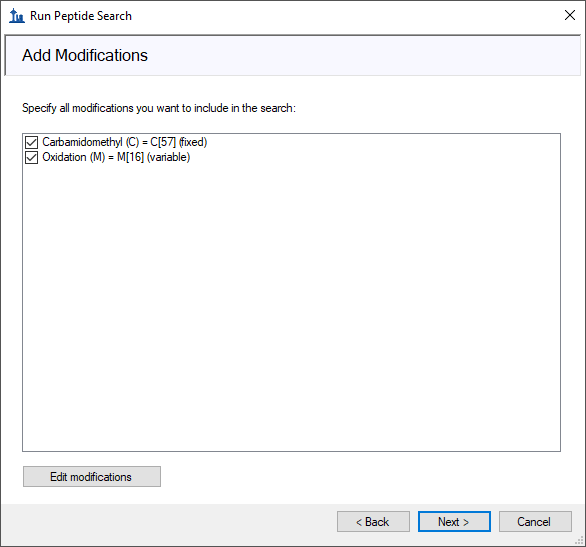 Run Peptide Search
Add Modifications
Specify all modifications you want to include in the search:
Carbamidomethyl (C) = C[57] (fixed)
Oxidation (M) = M[16] (variable)
Edit modifications
< Back
Next >
Cancel